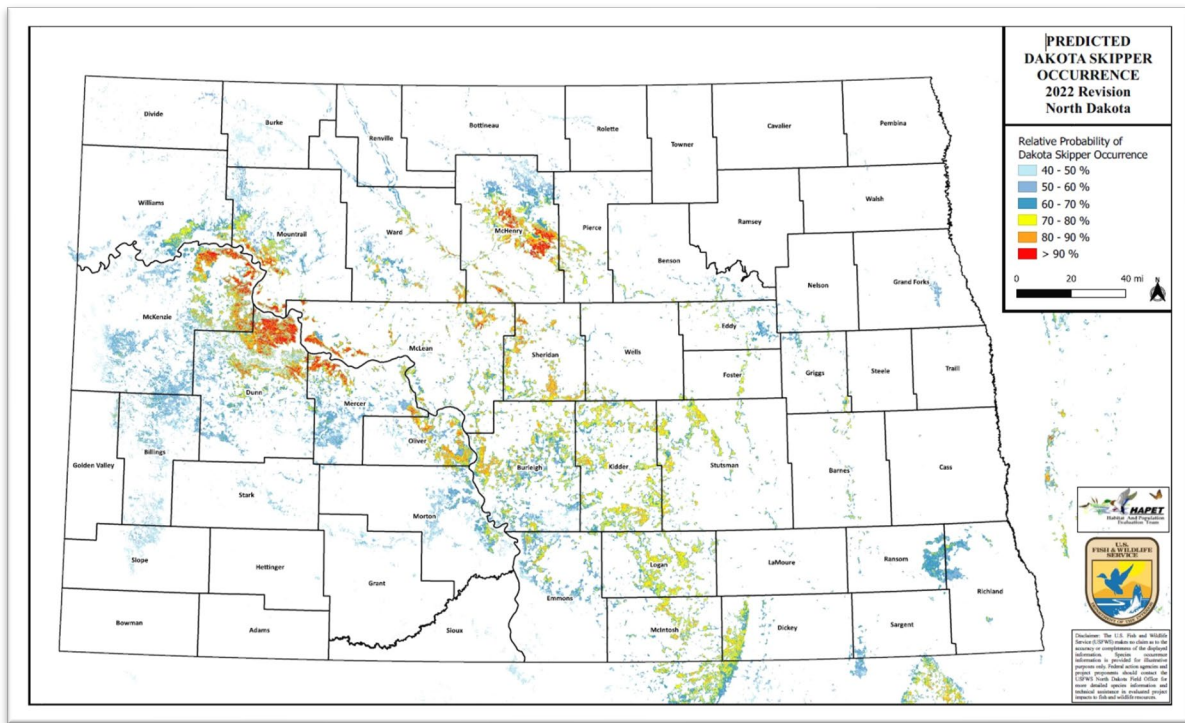 PREDICTED
DAKOTA SKIPPER
OCCURRENCE
2022 Revision
North Dakota
Relative Probability of
Dakota Skipper Occurrence
40 - 50 %
50 - 60 %
60 - 70 %
70 - 80 %
80 - 90 %
> 90 %
0 20 40 mi
N
Divide
Burke
Renville
Bottineau
Rolette
Towner
Cavalier
Pembina
Williams
Mountrail
Ward
McHenry
Pierce
Benson
Ramsey
Walsh
McKenzie
McLean
Sheridan
Wells
Eddy
Nelson
Grand Forks
Foster
Griggs
Steele
Traill
Dunn
Mercer
Oliver
Golden Valley
Billings
Stark
Morton
Burleigh
Kidder
Stutsman
Barnes
Cass
Slope
Hettinger
Grant
Sioux
Emmons
Logan
LaMoure
Ransom
Richland
Bowman
Adams
McIntosh
Dickey
Sargent
HAPET
Habitat And Population
Evaluation Team
U.S.
FISH & WILDLIFE
SERVICE
Disclaimer: The U.S. Fish and Wildlife
Service (USFWS) makes no claim as to the
accuracy or completeness of the displayed
information. Species occurrence
information is provided for illustrative
purposes only. Federal action agencies and
project proponents should contact the
USFWS North Dakota Field Office for
more detailed species information and
technical assistance in evaluated project
impacts to fish and wildlife resources.